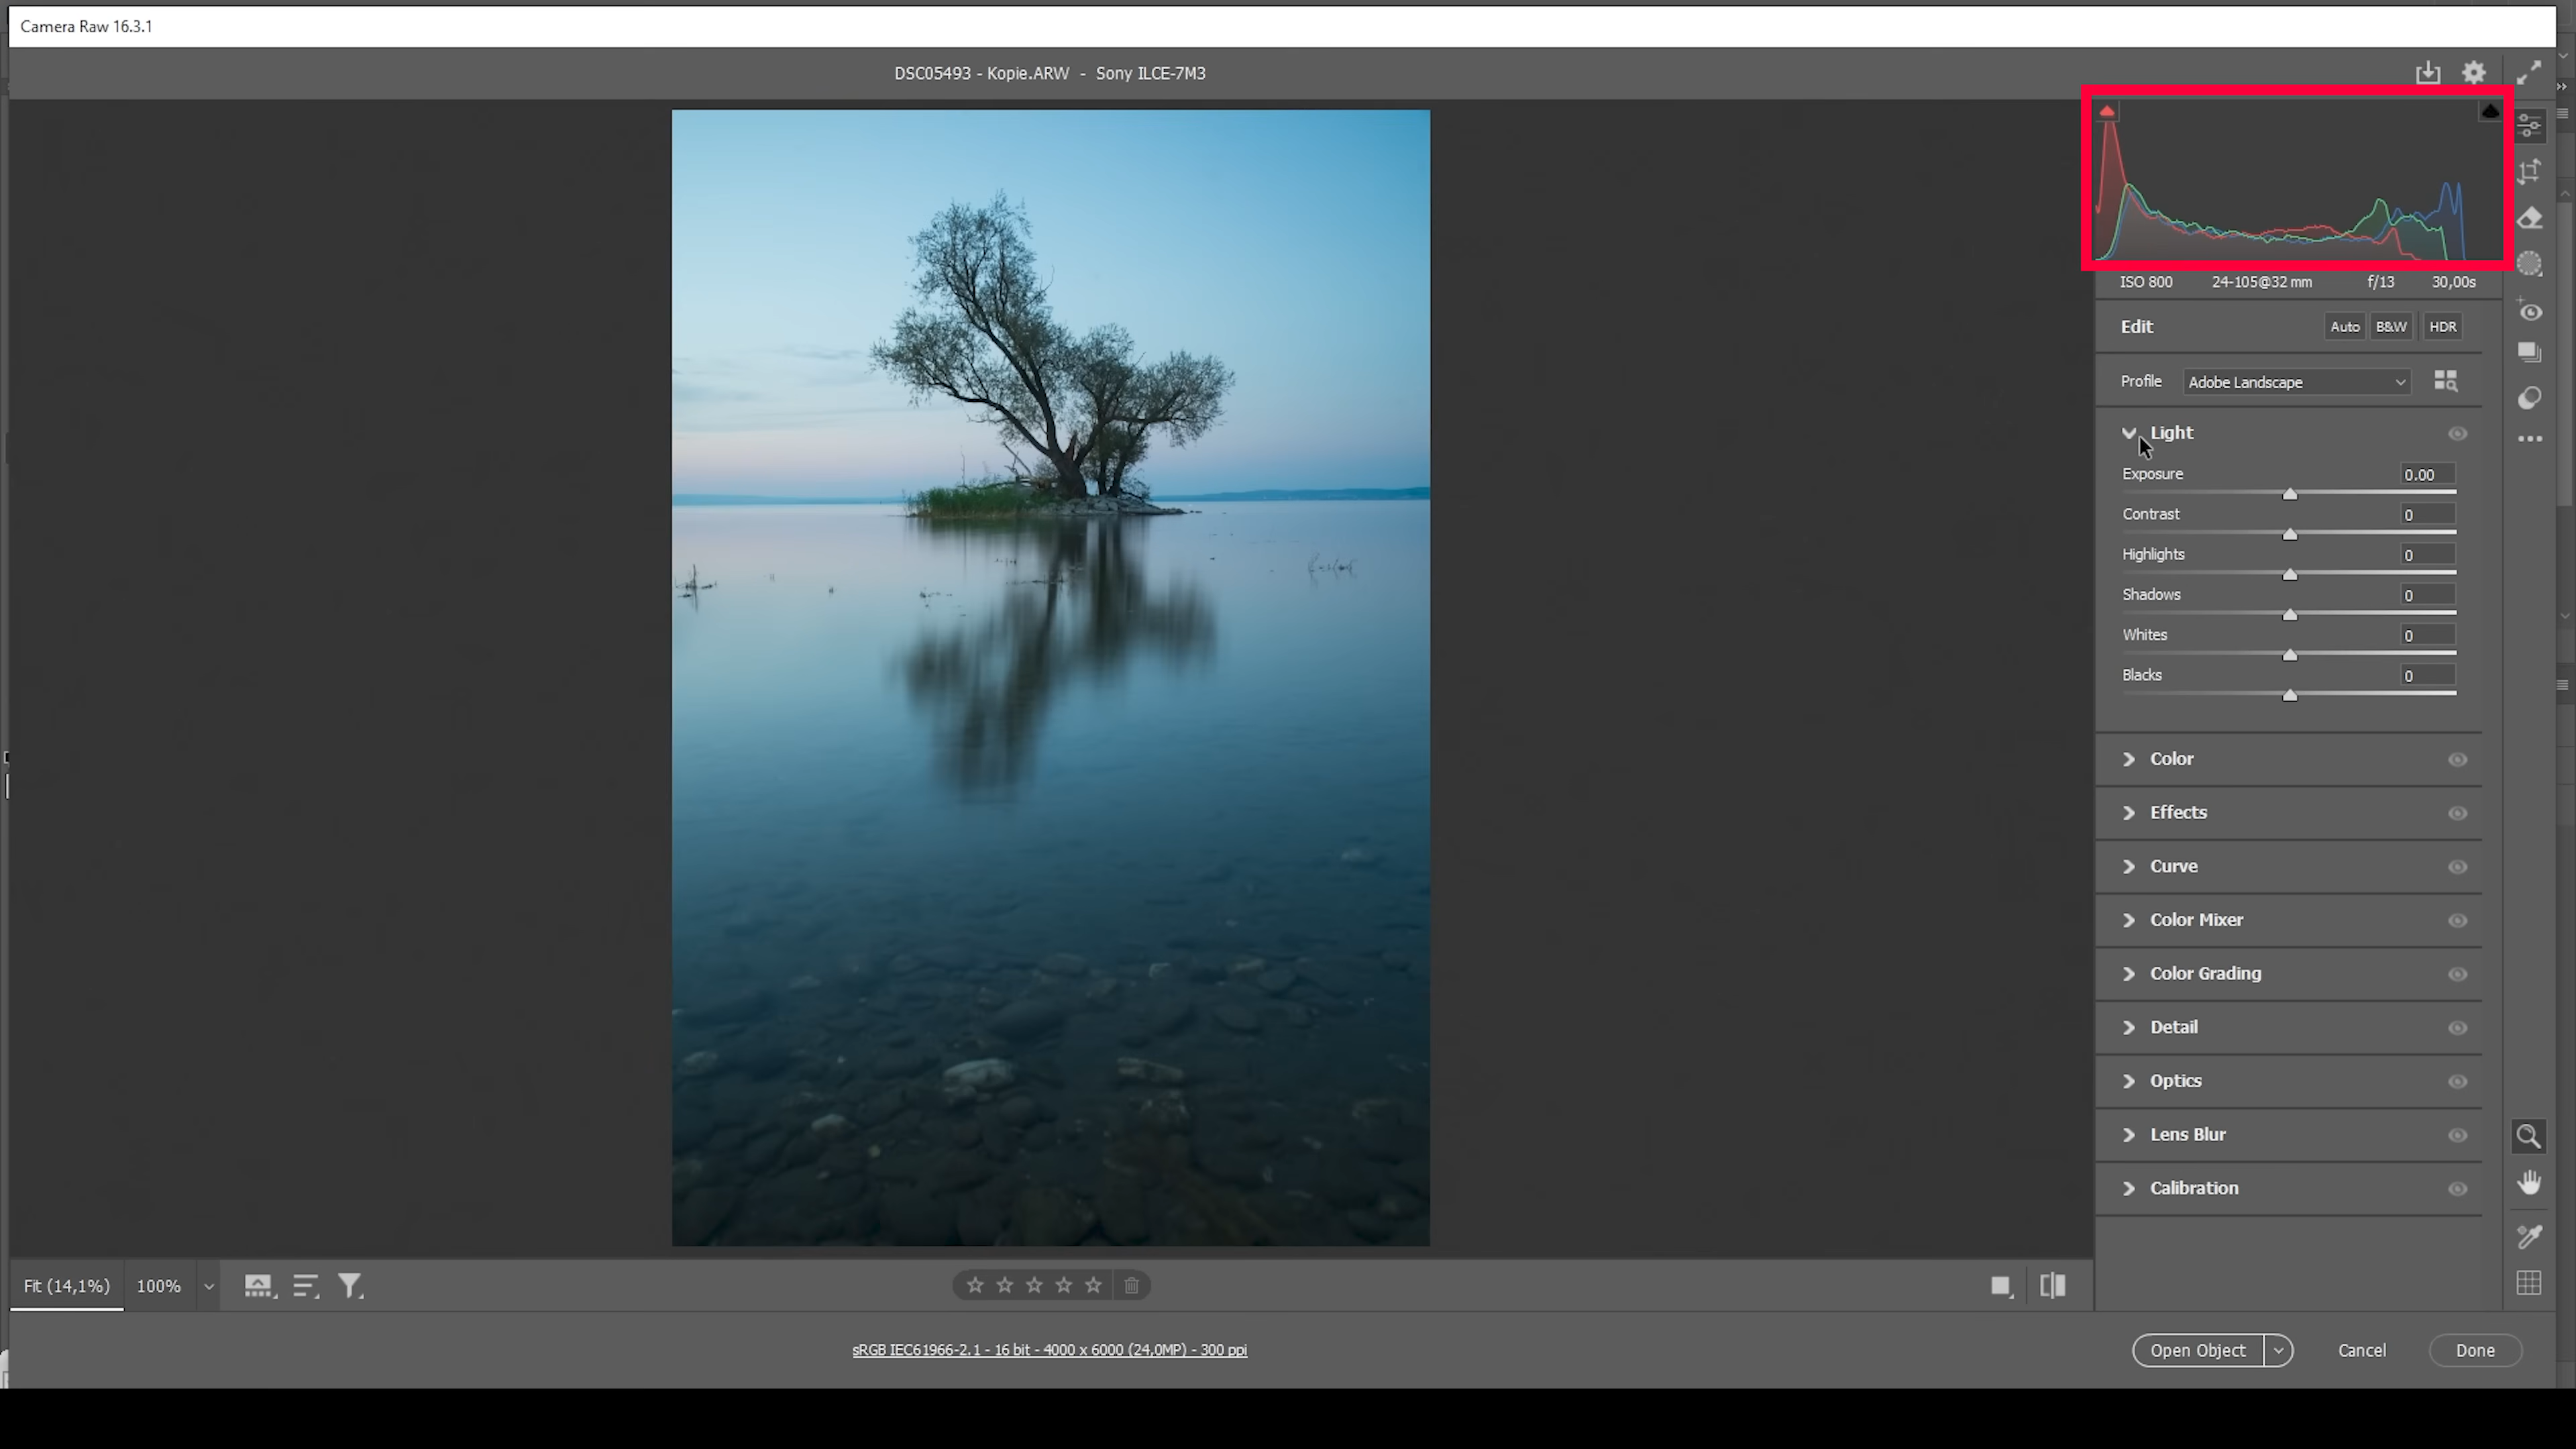 Camera Raw 16.3.1
DSC05493 - Kopie.ARW - Sony ILCE-7M3
ISO 800 24-105@32 mm f/13 30,00s
Edit Auto B&W HDR
Profile Adobe Landscape
Light
Exposure 0.00
Contrast 0
Highlights 0
Shadows 0
Whites 0
Blacks 0
Color
Effects
Curve
Color Mixer
Color Grading
Detail
Optics
Lens Blur
Calibration
Fit (14,1%) 100%
sRGB IEC61966-2.1 - 16 bit - 4000 x 6000 (24,0MP) - 300 ppi
Open Object Cancel Done